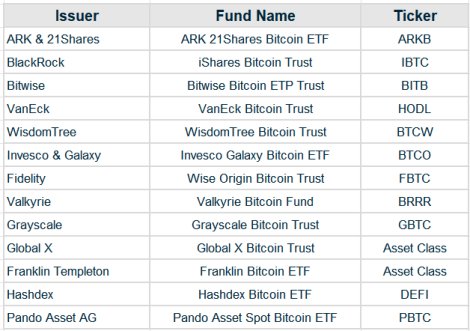 Issuer Fund Name Ticker
ARK & 21Shares ARK 21Shares Bitcoin ETF ARKB
BlackRock iShares Bitcoin Trust IBTC
Bitwise Bitwise Bitcoin ETP Trust BITB
VanEck VanEck Bitcoin Trust HODL
WisdomTree WisdomTree Bitcoin Trust BTCW
Invesco & Galaxy Invesco Galaxy Bitcoin ETF BTCO
Fidelity Wise Origin Bitcoin Trust FBTC
Valkyrie Valkyrie Bitcoin Fund BRRR
Grayscale Grayscale Bitcoin Trust GBTC
Global X Global X Bitcoin Trust Asset Class
Franklin Templeton Franklin Bitcoin ETF Asset Class
Hashdex Hashdex Bitcoin ETF DEFI
Pando Asset AG Pando Asset Spot Bitcoin ETF PBTC